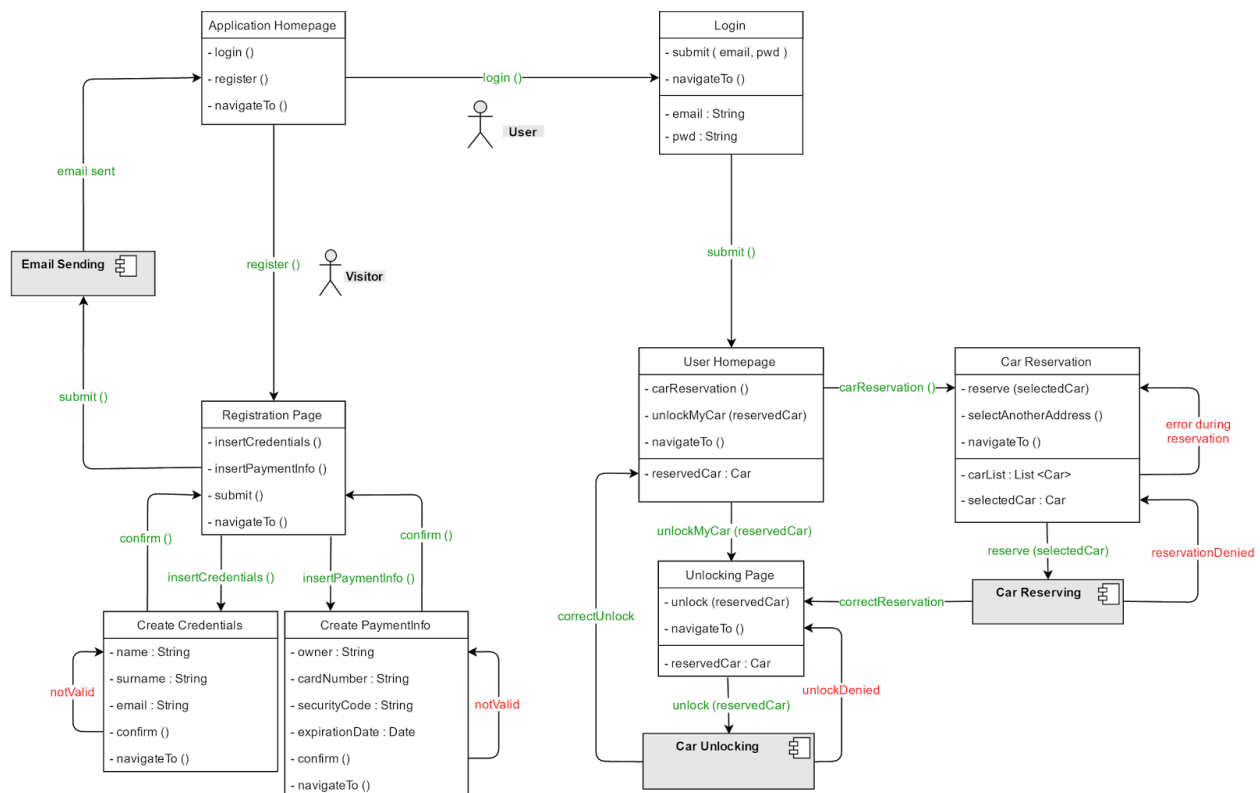 Application Homepage
- login ()
- register ()
- navigateTo ()
login ()
User
Login
- submit ( email, pwd )
- navigateTo ()
- email : String
- pwd : String
email sent
Email Sending
register ()
Visitor
submit ()
submit ()
Registration Page
- insertCredentials ()
- insertPaymentInfo ()
- submit ()
- navigateTo ()
confirm ()
confirm ()
insertCredentials ()
insertPaymentInfo ()
Create Credentials
- name : String
- surname : String
- email : String
- confirm ()
- navigateTo ()
notValid
Create PaymentInfo
- owner : String
- cardNumber : String
- securityCode : String
- expirationDate : Date
- confirm ()
- navigateTo ()
notValid
User Homepage
- carReservation ()
- unlockMyCar (reservedCar)
- navigateTo ()
- reservedCar : Car
carReservation ()
Car Reservation
- reserve (selectedCar)
- selectAnotherAddress ()
- navigateTo ()
- carList : List <Car>
- selectedCar : Car
error during
reservation
unlockMyCar (reservedCar)
reserve (selectedCar)
reservationDenied
Unlocking Page
- unlock (reservedCar)
- navigateTo ()
- reservedCar : Car
correctReservation
Car Reserving
correctUnlock
unlock (reservedCar)
unlockDenied
Car Unlocking